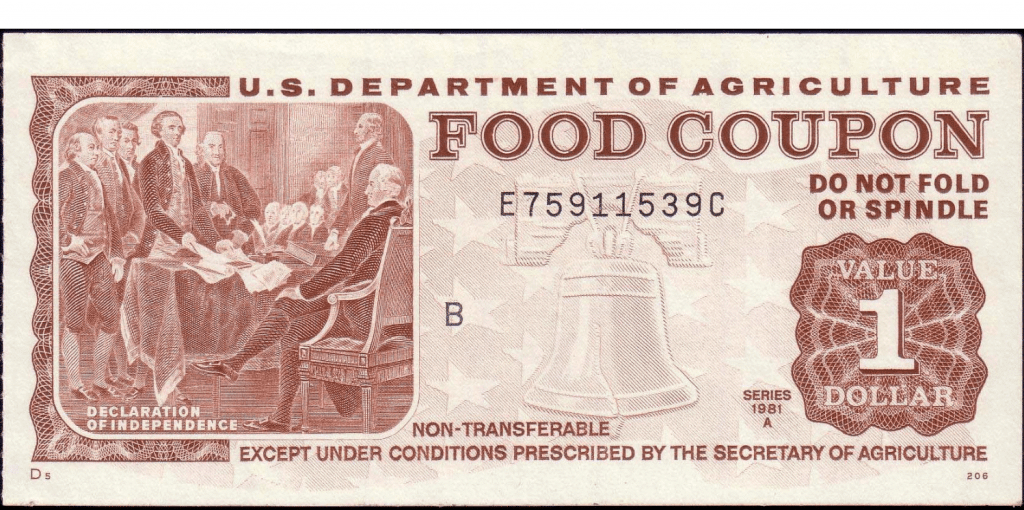 U.S. DEPARTMENT OF AGRICULTURE
FOOD COUPON
DO NOT FOLD
OR SPINDLE
E75911539C
VALUE
1
DOLLAR
B
SERIES
1981
A
DECLARATION
OF INDEPENDENCE
NON-TRANSFERABLE
EXCEPT UNDER CONDITIONS PRESCRIBED BY THE SECRETARY OF AGRICULTURE
D 5
206